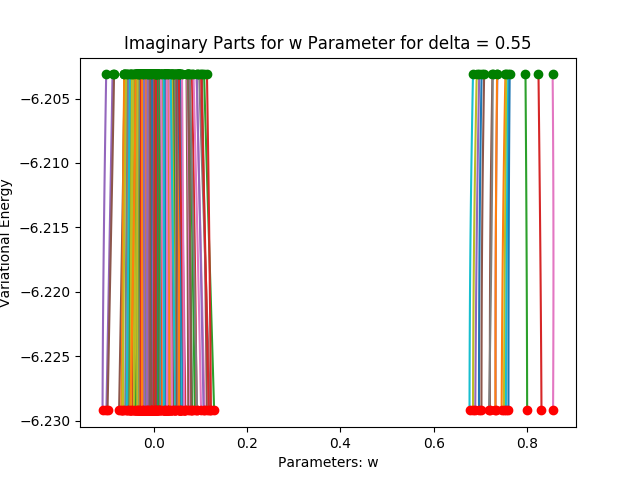 Imaginary Parts for w Parameter for delta = 0.55
Variational Energy
−6.205
−6.210
−6.215
−6.220
−6.225
−6.230
0.0 0.2 0.4 0.6 0.8
Parameters: w